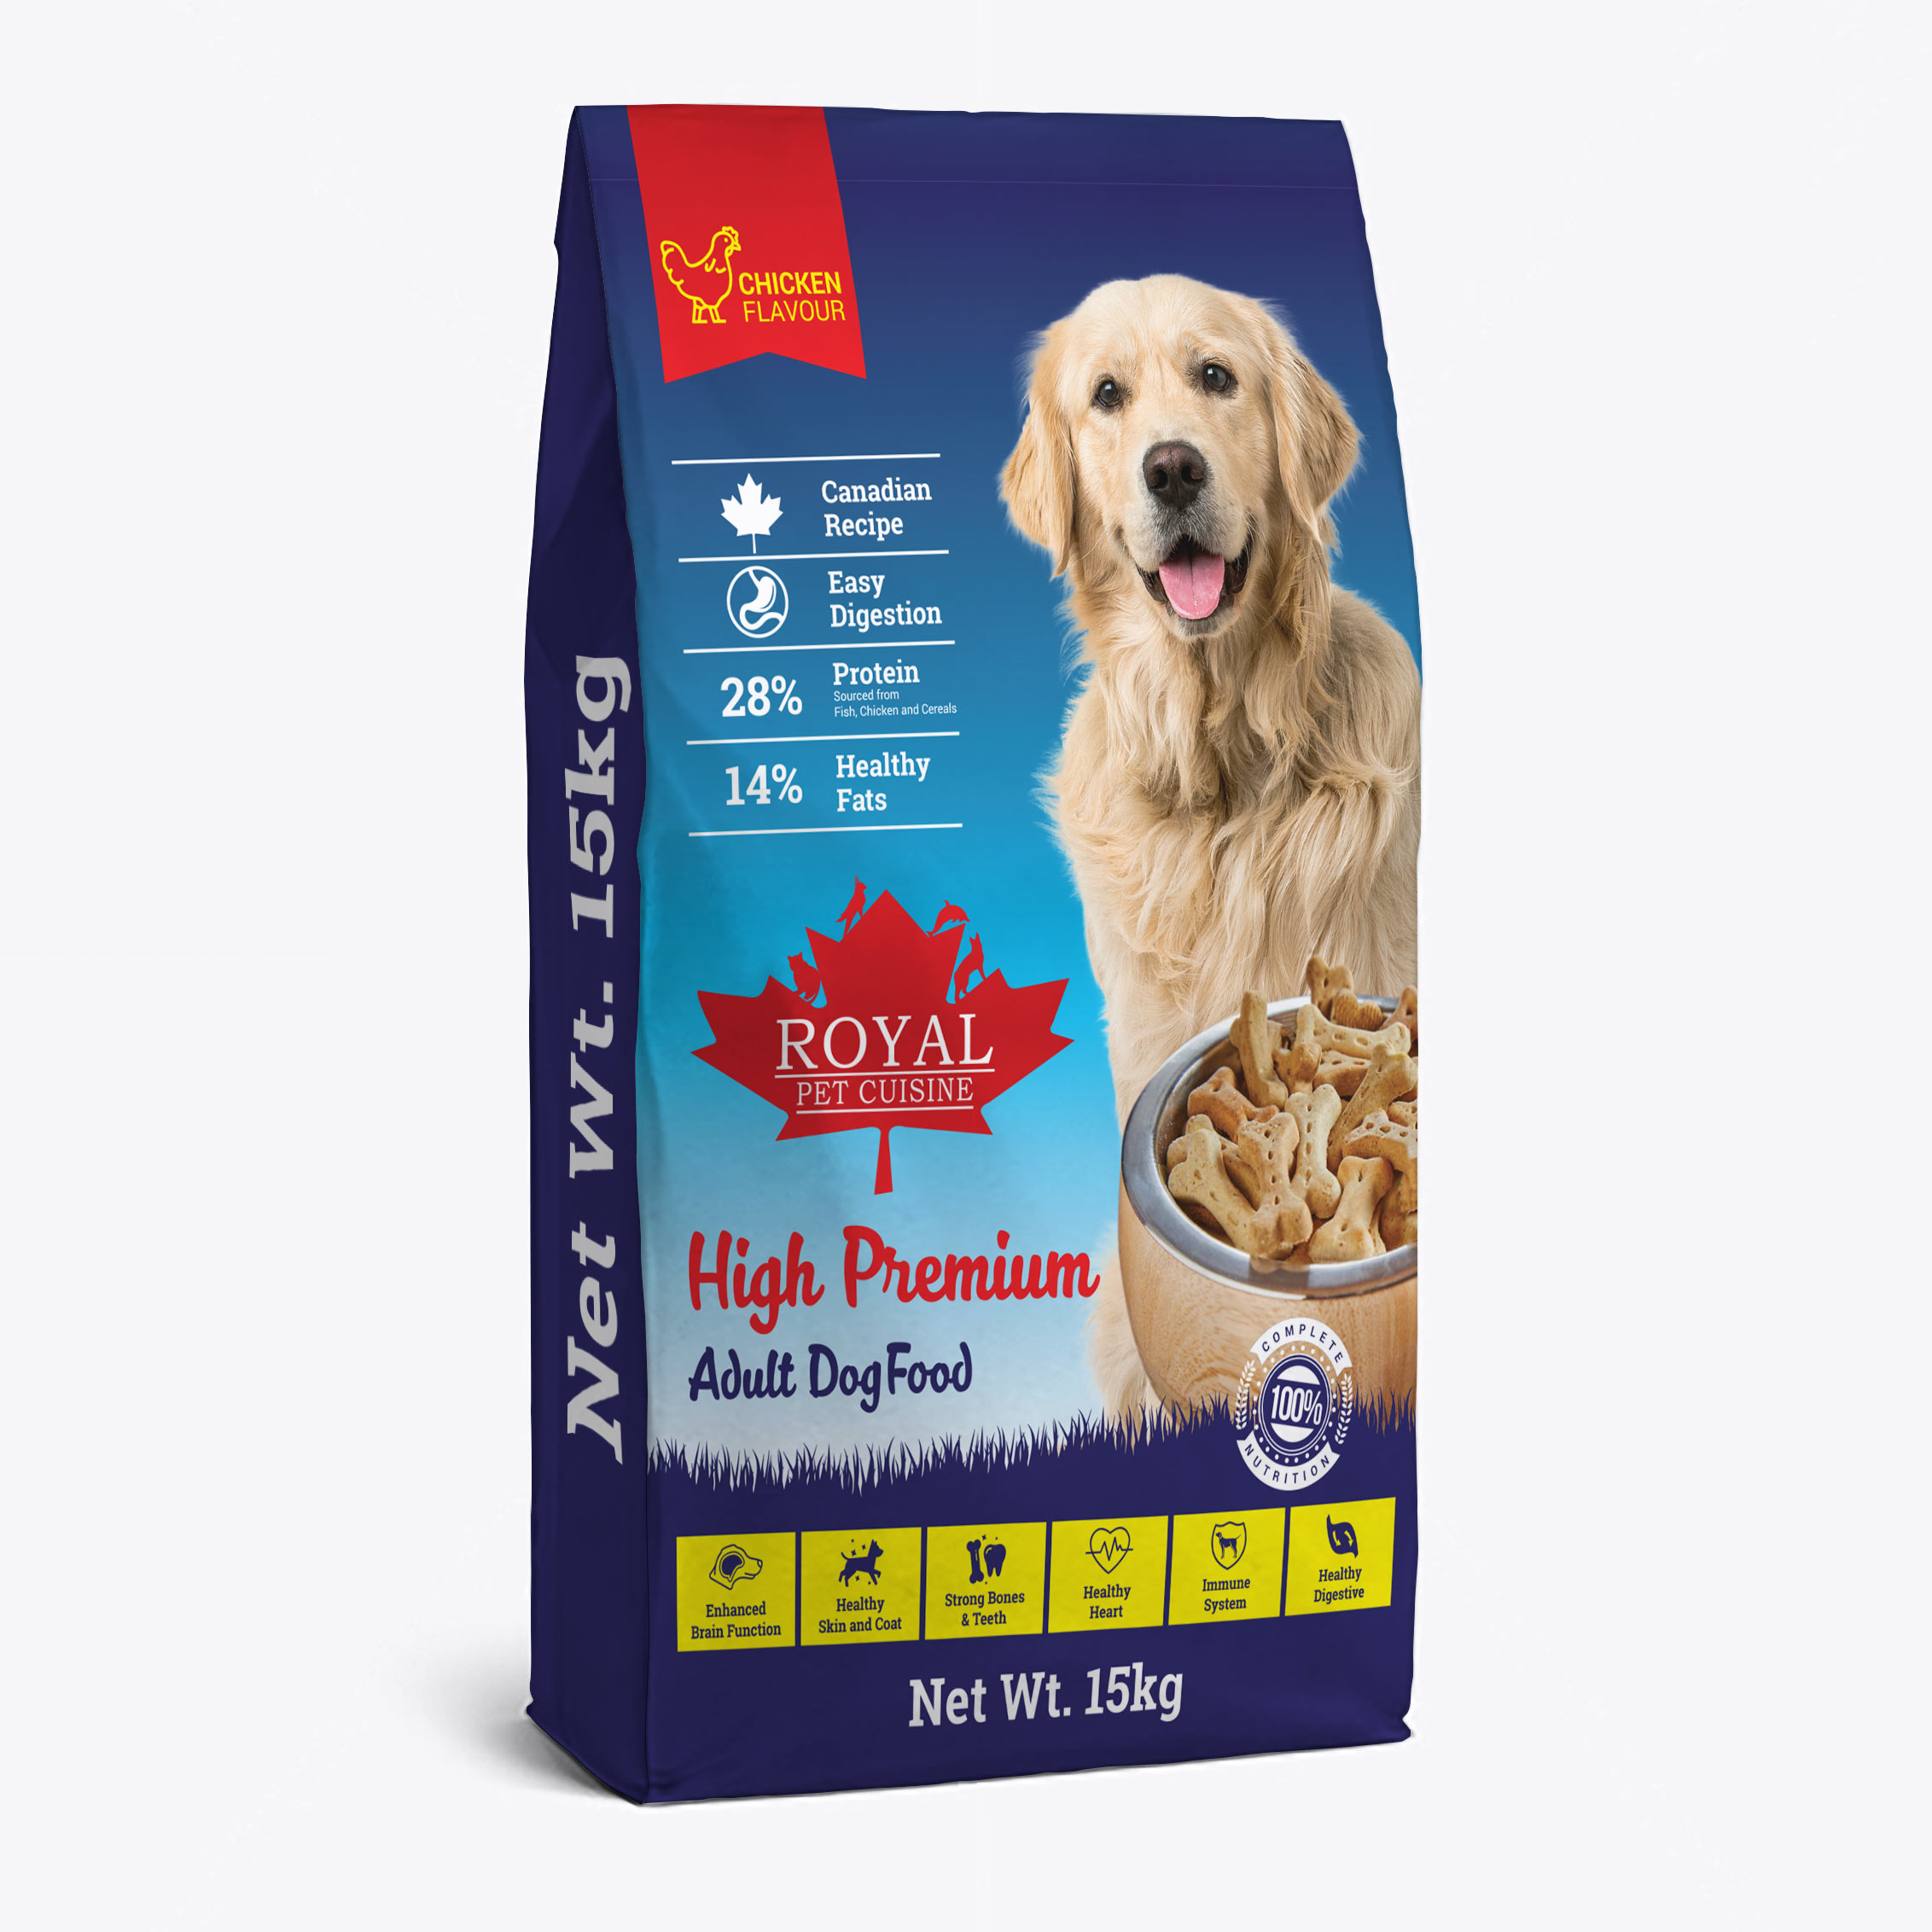 CHICKEN
FLAVOUR
Canadian
Recipe
Easy
Digestion
28%
Protein
Sourced from
Fish, Chicken and Cereals
14%
Healthy
Fats
ROYAL
PET CUISINE
High Premium
Adult Dog Food
COMPLETE
100%
NUTRITION
Enhanced
Brain Function
Healthy
Skin and Coat
Strong Bones
& Teeth
Healthy
Heart
Immune
System
Healthy
Digestive
Net Wt. 15kg
Net wt. 15kg